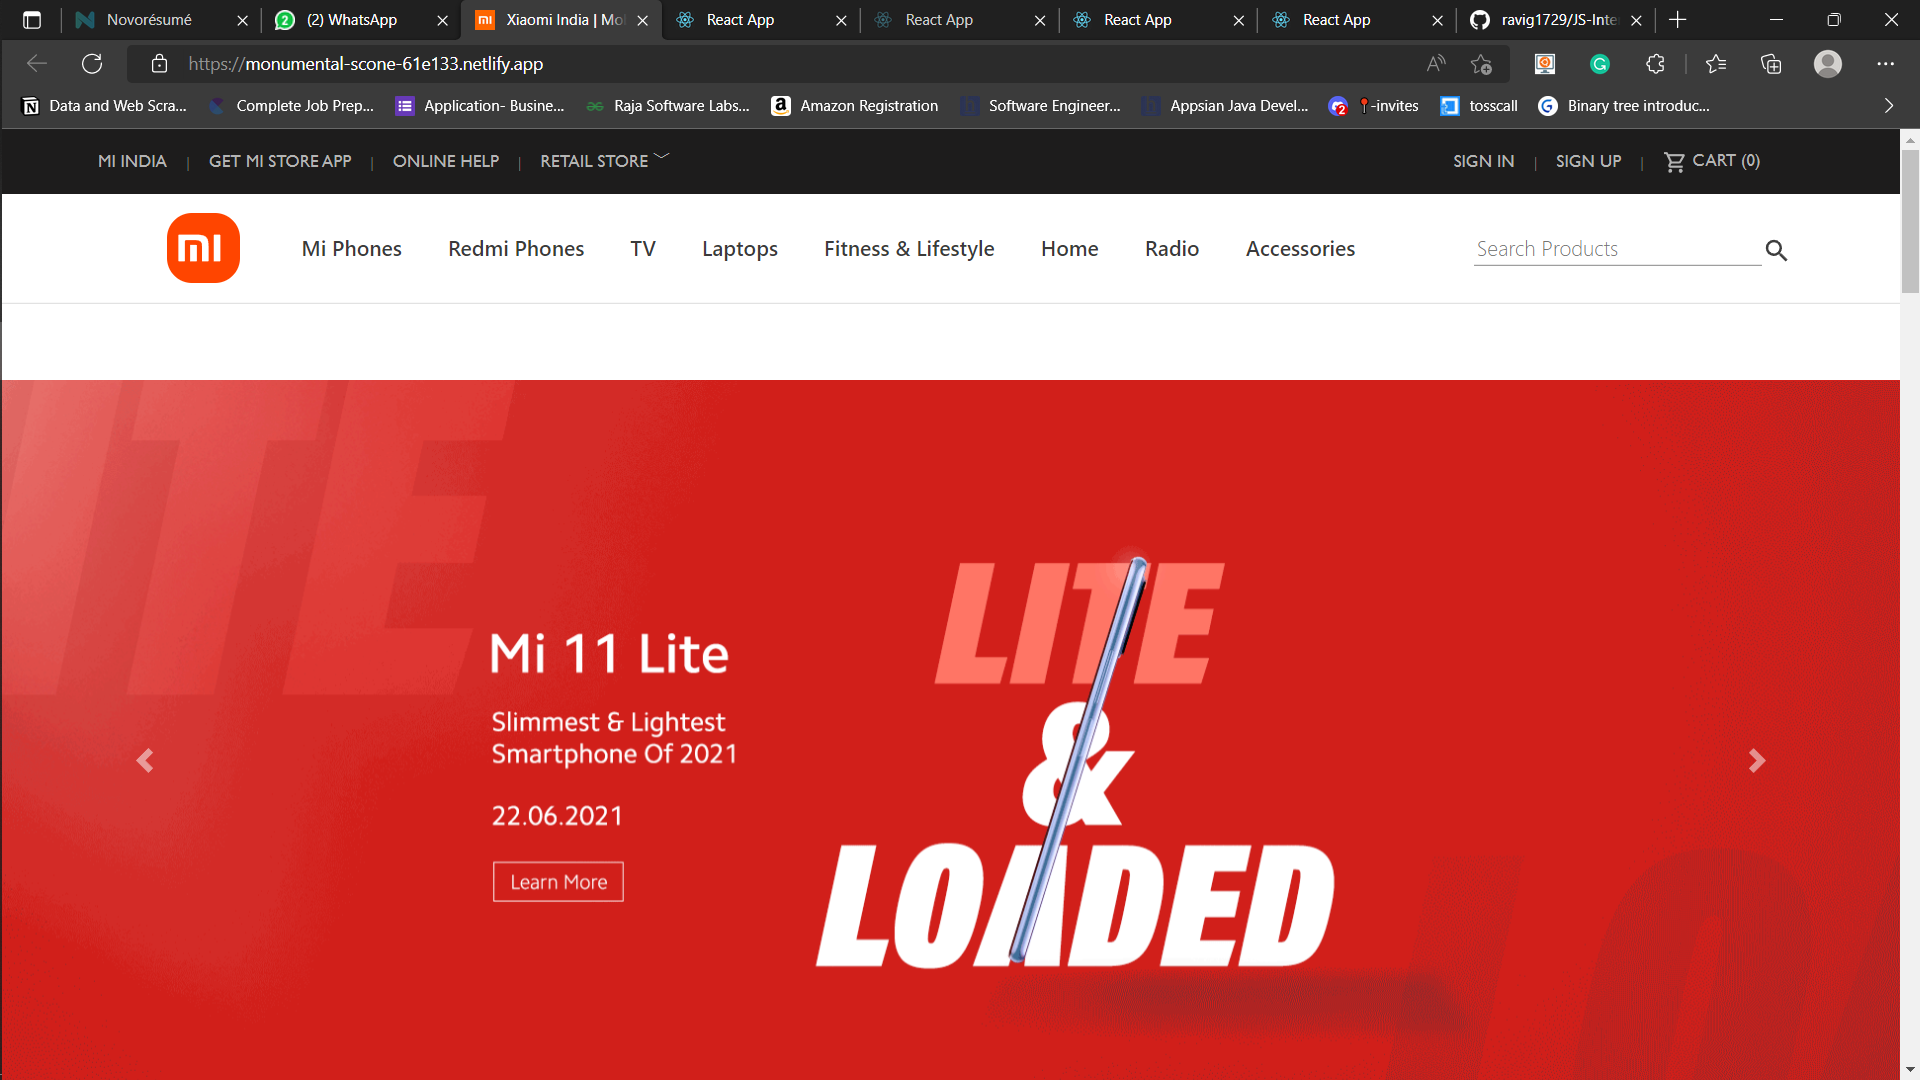 Novorésumé
(2) WhatsApp
Xiaomi India | Mo
React App
React App
React App
React App
ravig1729/JS-Inte
https://monumental-scone-61e133.netlify.app
Data and Web Scra...
Complete Job Prep...
Application- Busine...
Raja Software Labs...
Amazon Registration
Software Engineer...
Appsian Java Devel...
-invites
tosscall
Binary tree introduc...
MI INDIA | GET MI STORE APP | ONLINE HELP | RETAIL STORE
SIGN IN | SIGN UP | CART (0)
mi
Mi Phones
Redmi Phones
TV
Laptops
Fitness & Lifestyle
Home
Radio
Accessories
Search Products
LITE
&
LOADED
Mi 11 Lite
Slimmest & Lightest
Smartphone Of 2021
22.06.2021
Learn More